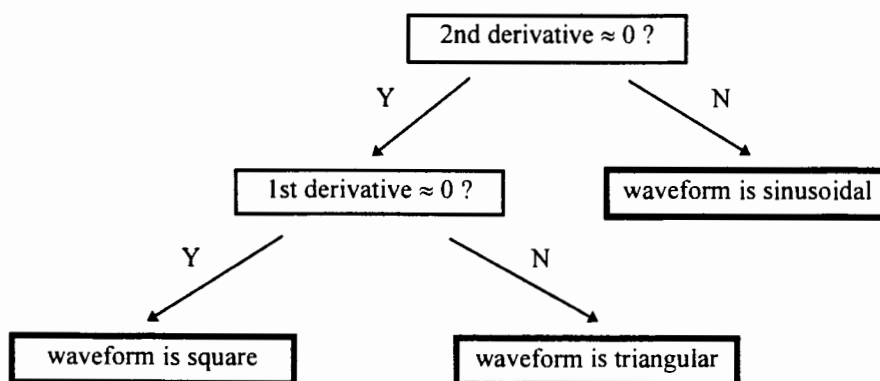 2nd derivative ≈ 0 ?
Y
N
1st derivative ≈ 0 ?
waveform is sinusoidal
Y
N
waveform is square
waveform is triangular